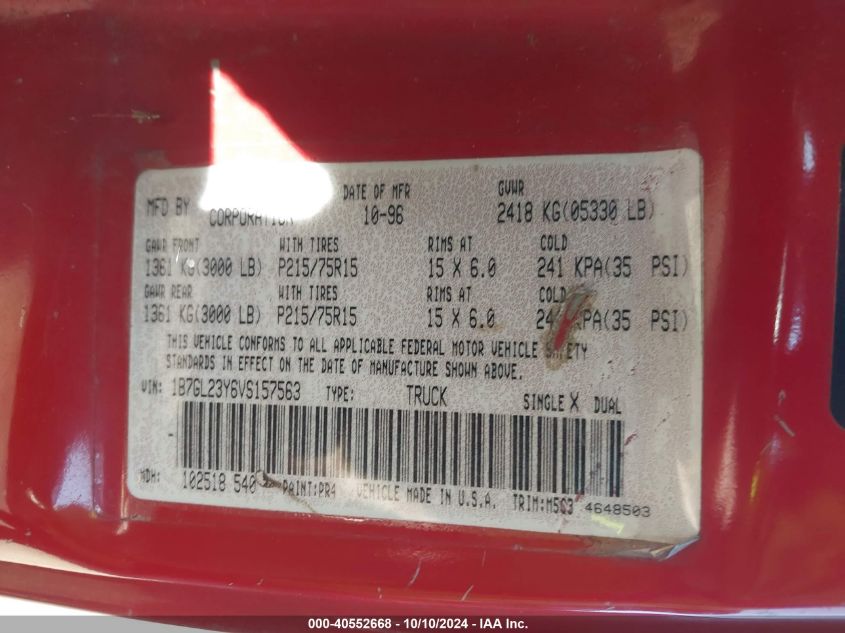 MFD BY CORPORATION DATE OF MFR 10-96 GVWR 2418 KG(05330 LB)
GAWR FRONT WITH TIRES RIMS AT COLD
1361 KG(3000 LB) P215/75R15 15 X 6.0 241 KPA(35 PSI)
GAWR REAR WITH TIRES RIMS AT COLD
1361 KG(3000 LB) P215/75R15 15 X 6.0 241 KPA(35 PSI)
THIS VEHICLE CONFORMS TO ALL APPLICABLE FEDERAL MOTOR VEHICLE SAFETY
STANDARDS IN EFFECT ON THE DATE OF MANUFACTURE SHOWN ABOVE.
VIN: 1B7GL23Y6VS157563 TYPE: TRUCK SINGLE X DUAL
MDH: 102518 540 PAINT:PR4 VEHICLE MADE IN U.S.A. TRIM:M5C3 4648503
000-40552668 - 10/10/2024 - IAA Inc.